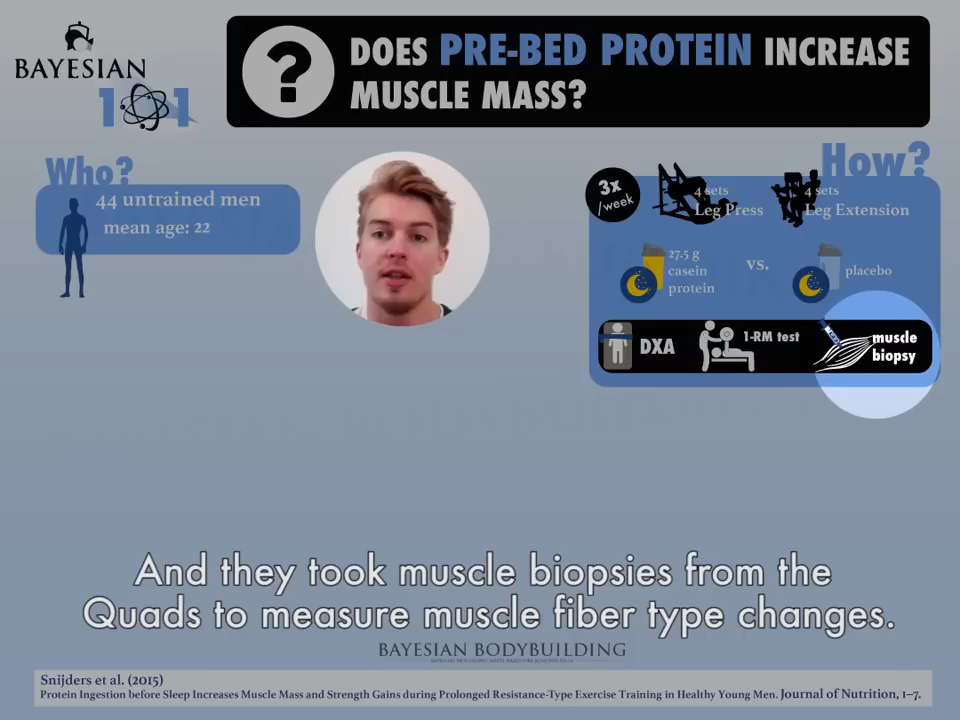 BAYESIAN
101
?
DOES PRE-BED PROTEIN INCREASE
MUSCLE MASS?
Who?
44 untrained men
mean age: 22
How?
3x
/week
4 sets
Leg Press
4 sets
Leg Extension
27.5 g
casein
protein
vs.
placebo
DXA
1-RM test
muscle
biopsy
And they took muscle biopsies from the
Quads to measure muscle fiber type changes.
BAYESIAN BODYBUILDING
Snijders et al. (2015)
Protein Ingestion before Sleep Increases Muscle Mass and Strength Gains during Prolonged Resistance-Type Exercise Training in Healthy Young Men. Journal of Nutrition, 1–7.